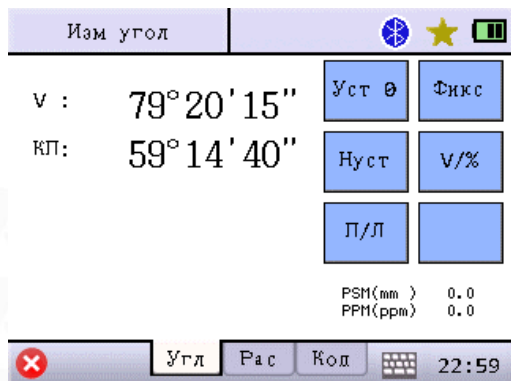 Изм угол
V : 79°20'15"
КП: 59°14'40"
Уст 0 Фикс
Нуст V/%
П/Л
PSM(mm ) 0.0
PPM(ppm) 0.0
Угл Рас Коп 22:59